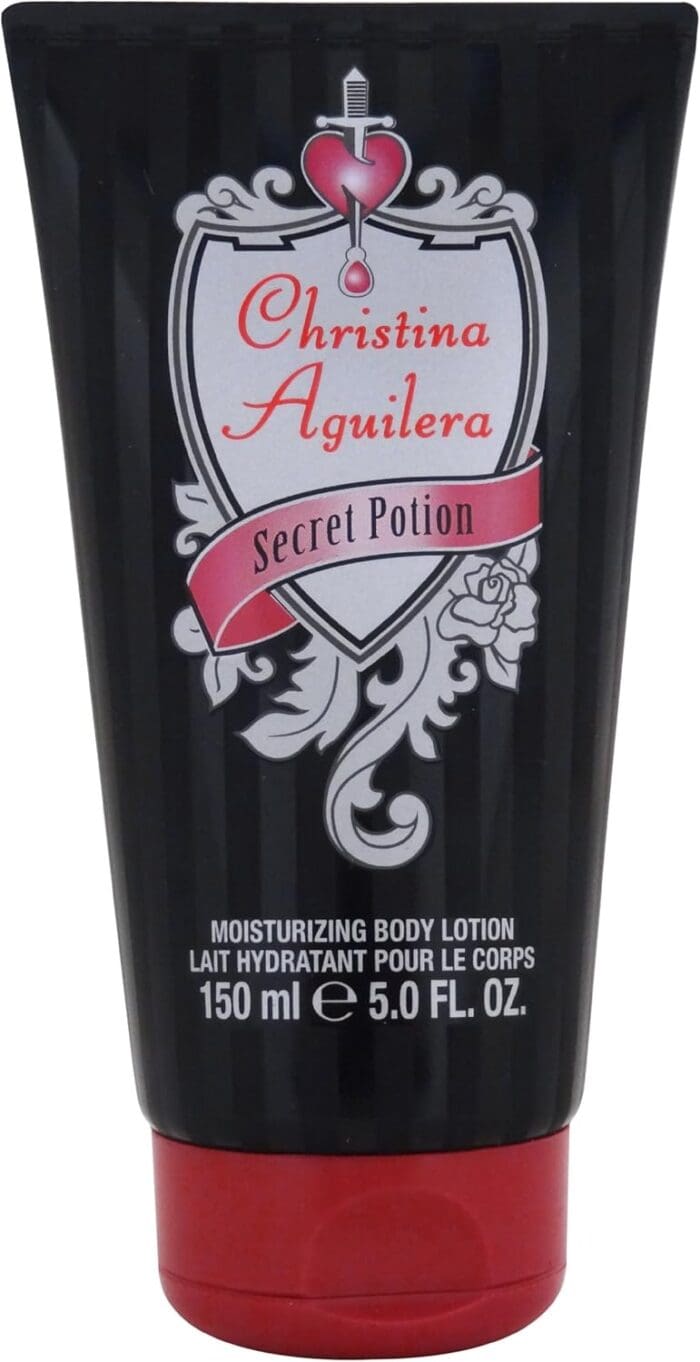 Christina
Aguilera
Secret Potion
MOISTURIZING BODY LOTION
LAIT HYDRATANT POUR LE CORPS
150 ml ℮ 5.0 FL. OZ.